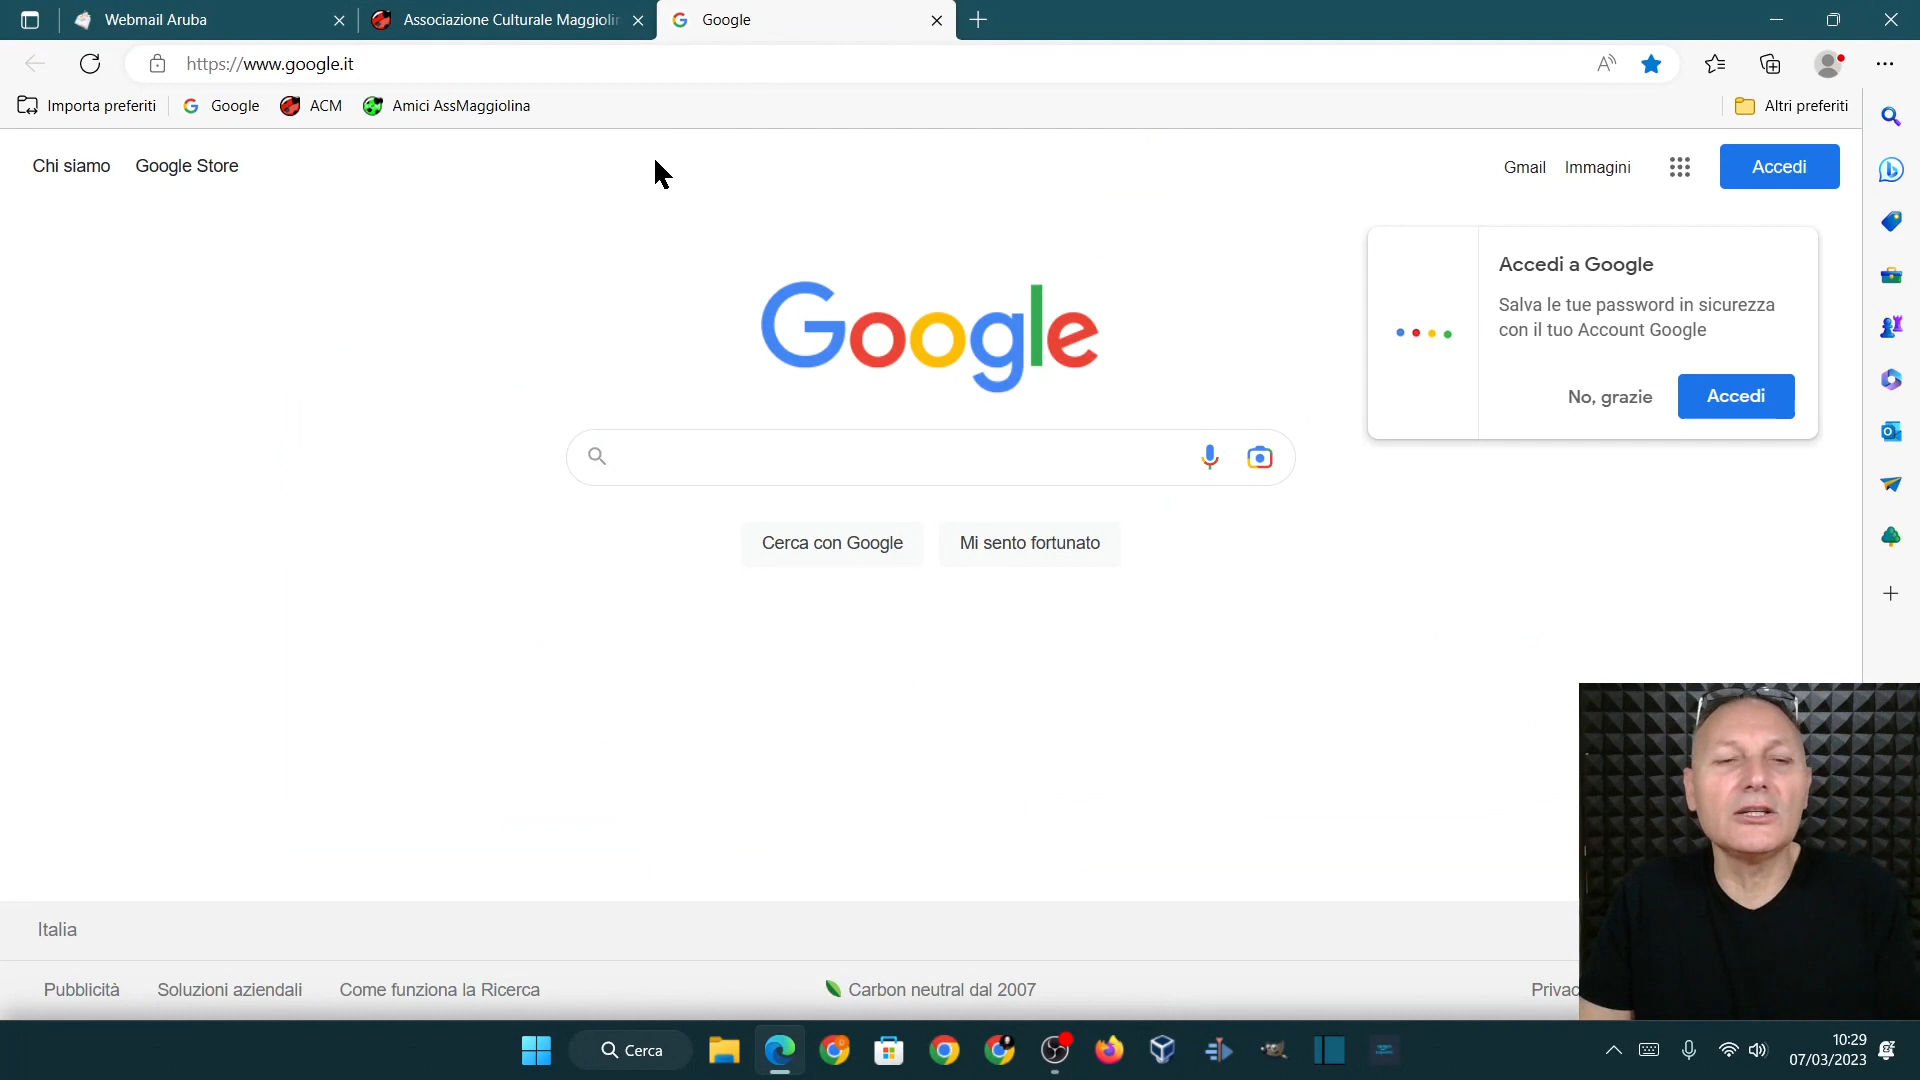 Webmail Aruba
Associazione Culturale Maggiolin
Google
https://www.google.it
Importa preferiti
Google
ACM
Amici AssMaggiolina
Altri preferiti
Chi siamo
Google Store
Gmail
Immagini
Accedi
Google
Accedi a Google
Salva le tue password in sicurezza
con il tuo Account Google
No, grazie
Accedi
Cerca con Google
Mi sento fortunato
Italia
Pubblicità
Soluzioni aziendali
Come funziona la Ricerca
Carbon neutral dal 2007
Privac
Cerca
10:29
07/03/2023